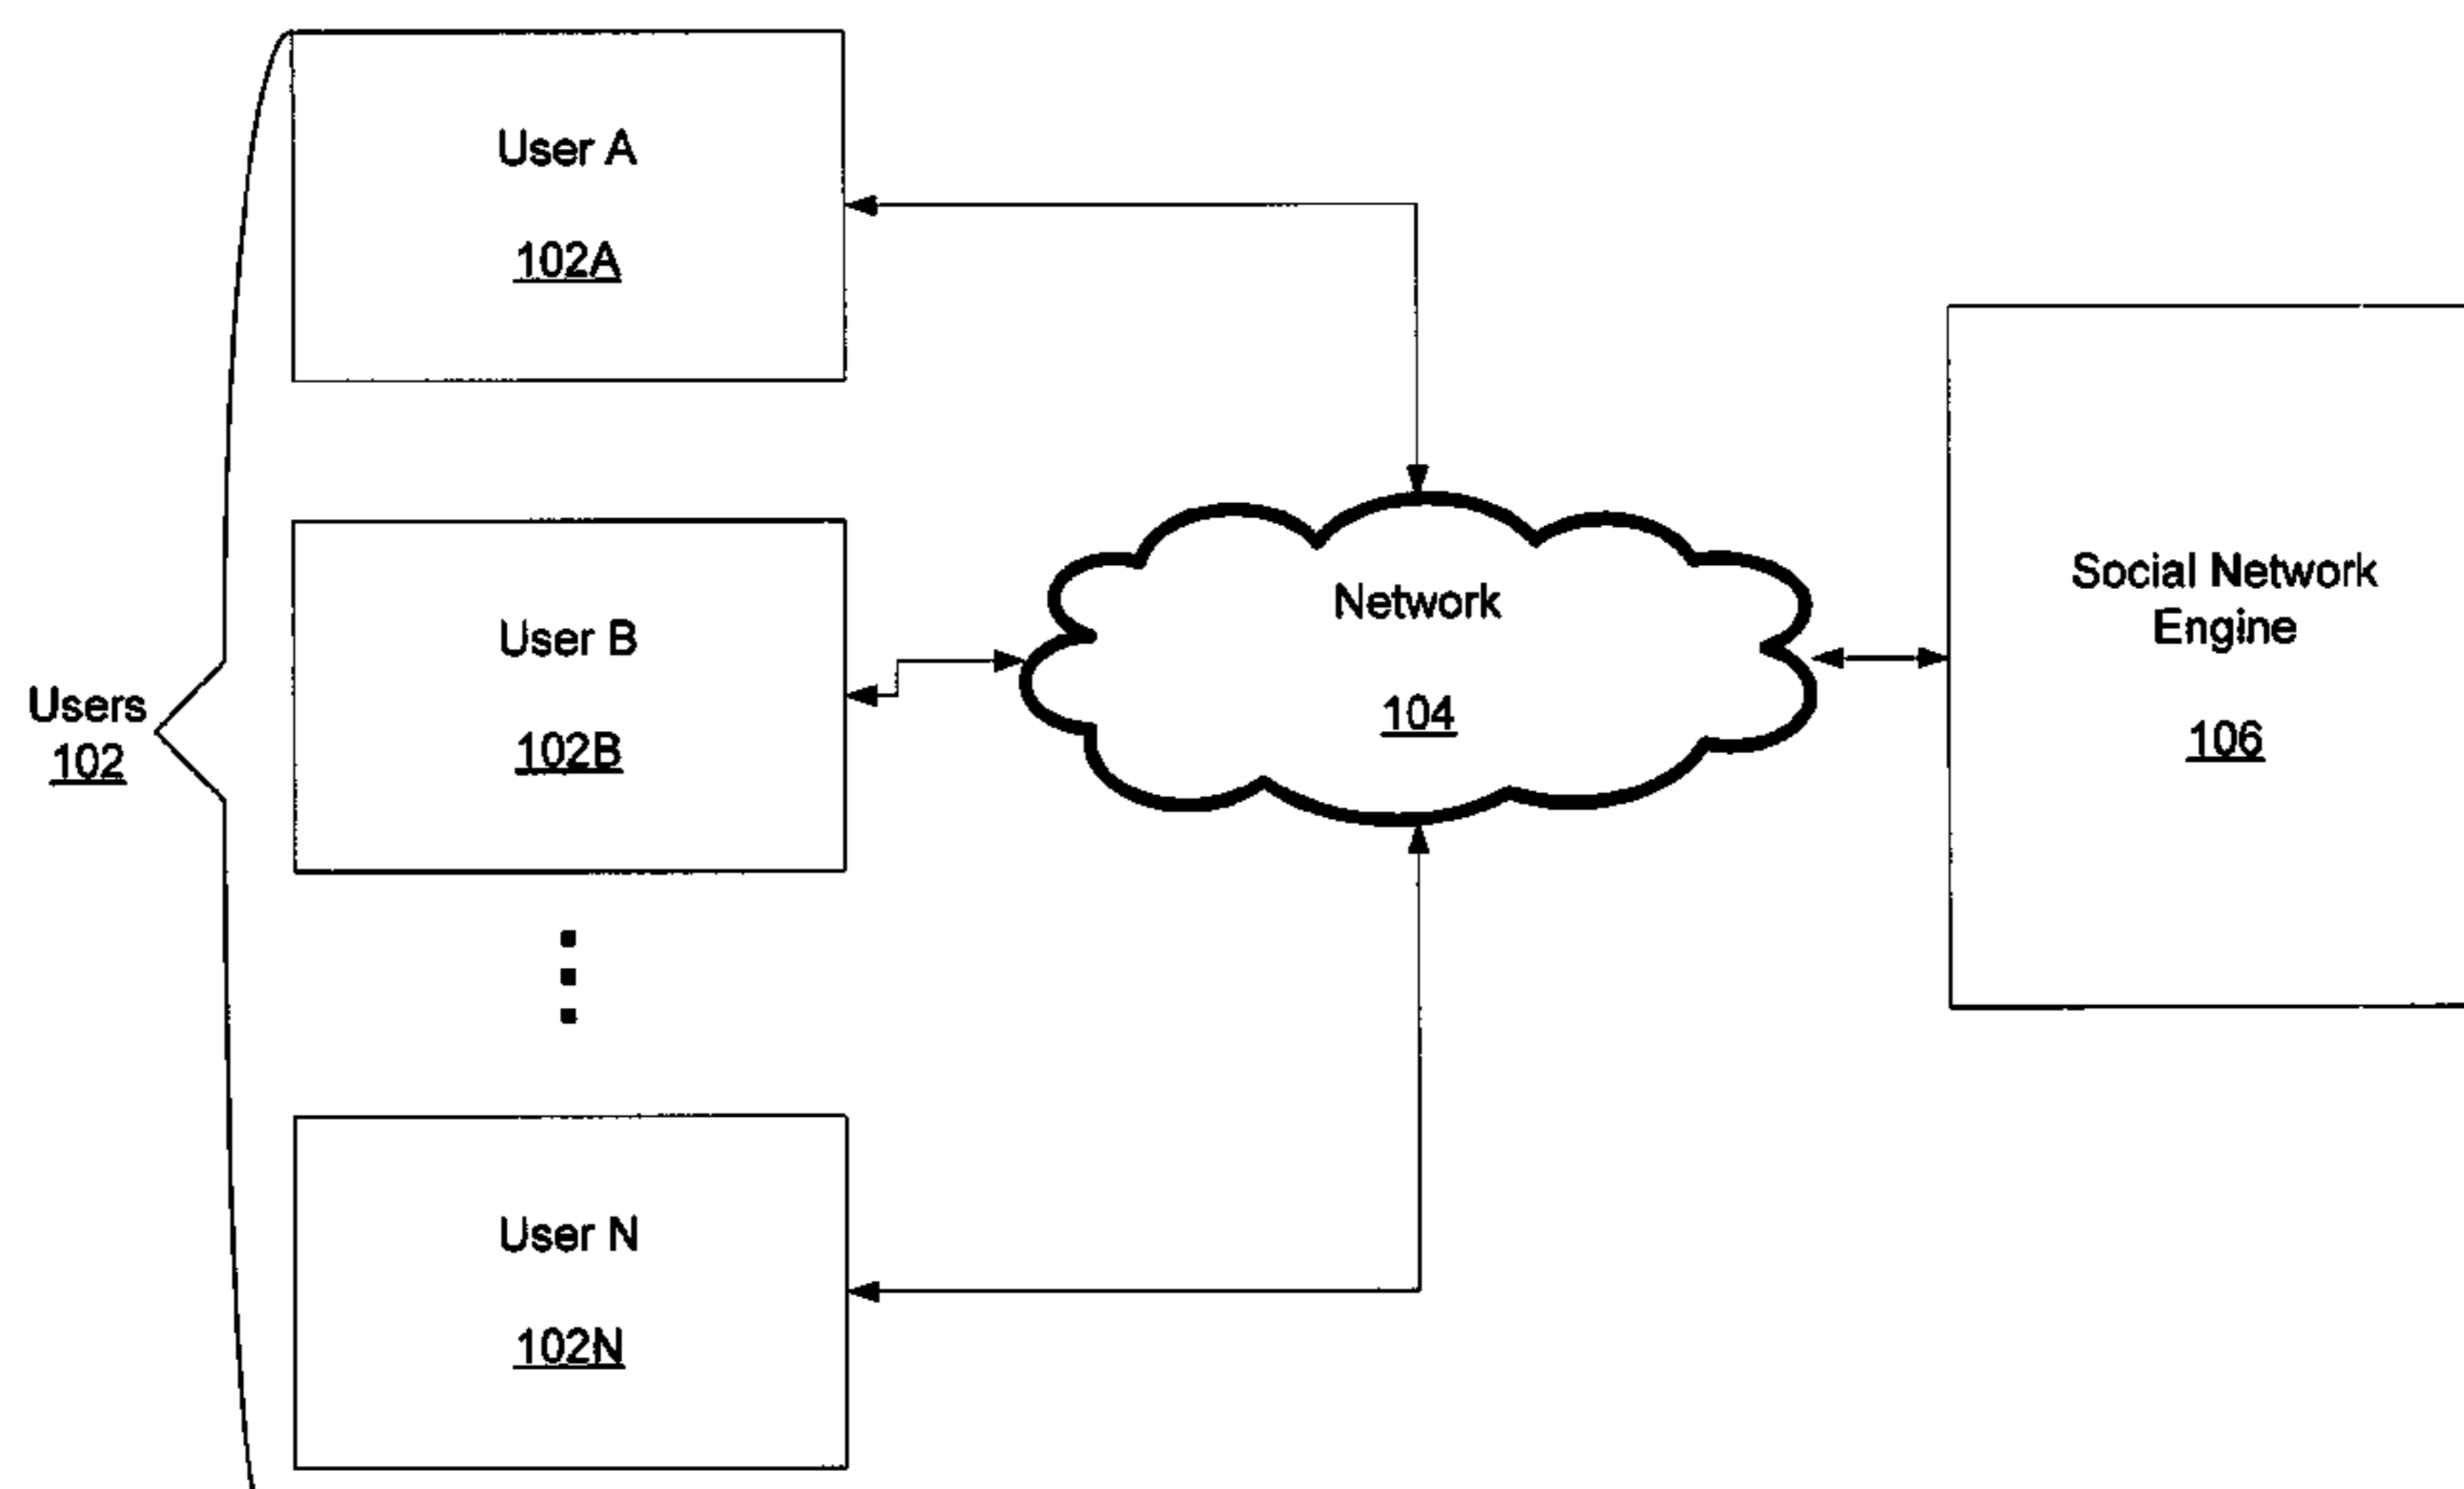 User A
102A
User B
102B
Users
102
User N
102N
Network
104
Social Network
Engine
106